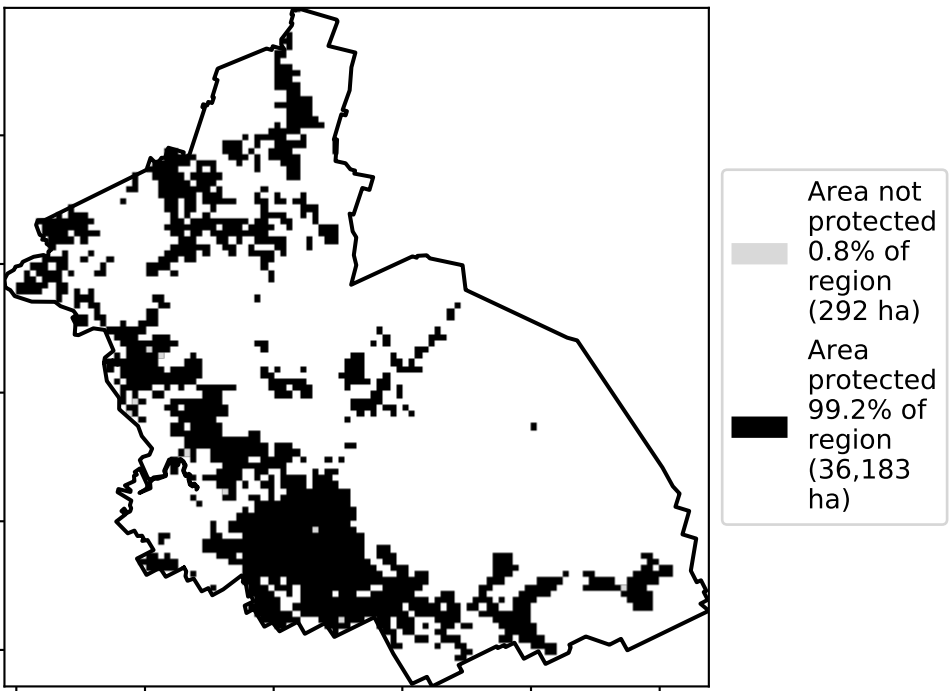 Area not
protected
0.8% of
region
(292 ha)
Area
protected
99.2% of
region
(36,183
ha)